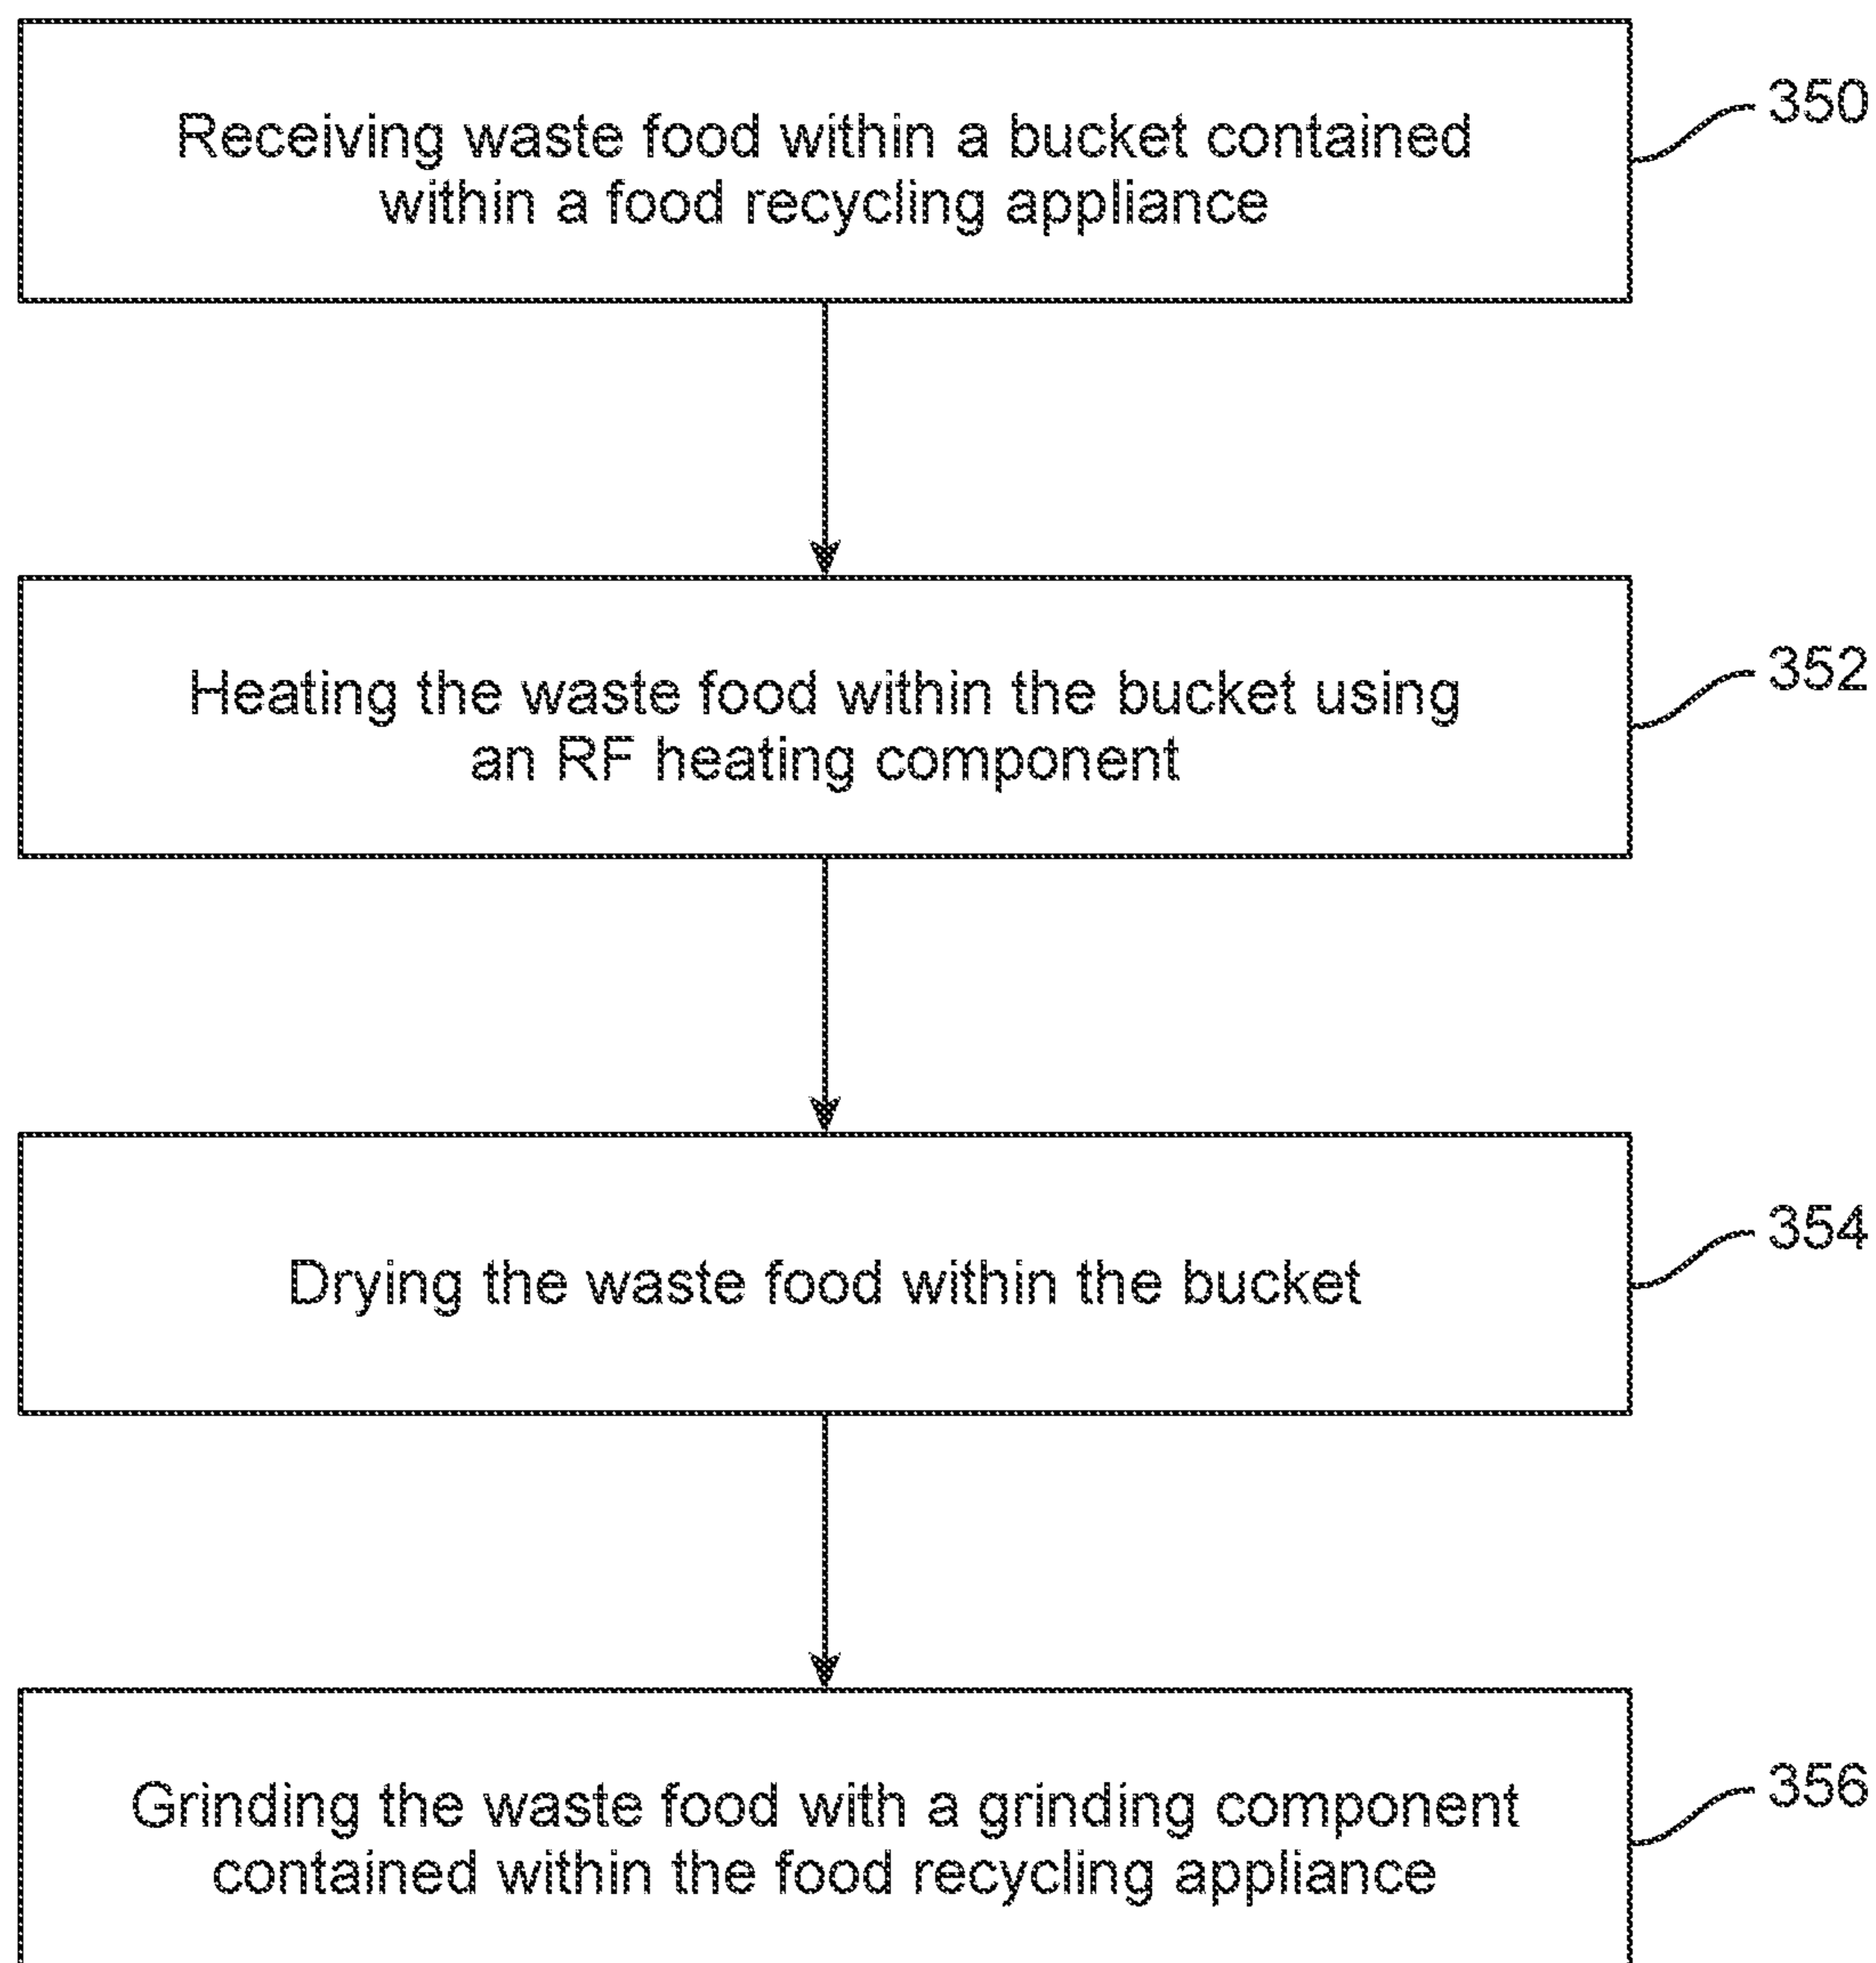 Receiving waste food within a bucket contained
within a food recycling appliance
350
Heating the waste food within the bucket using
an RF heating component
352
Drying the waste food within the bucket
354
Grinding the waste food with a grinding component
contained within the food recycling appliance
356